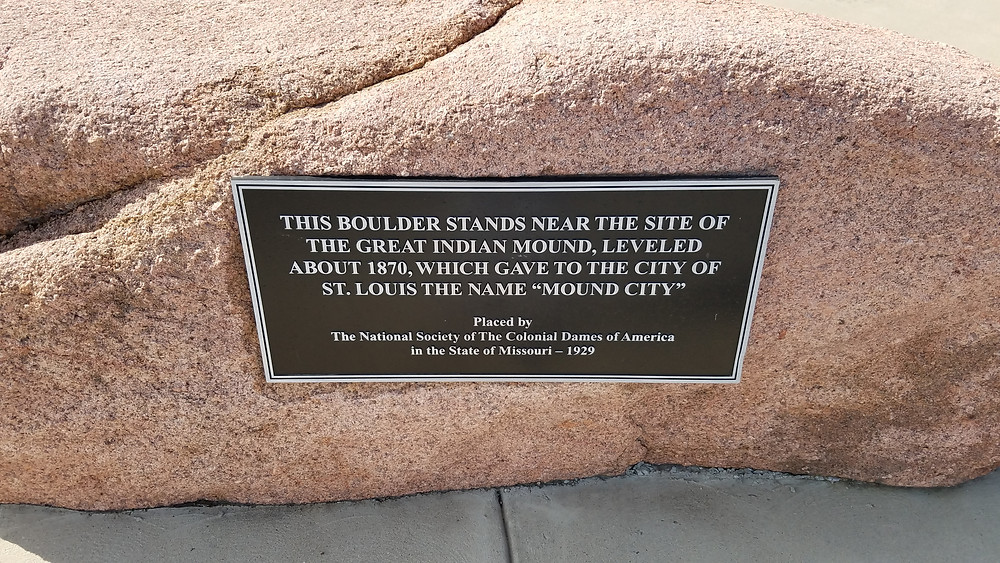 THIS BOULDER STANDS NEAR THE SITE OF
THE GREAT INDIAN MOUND, LEVELED
ABOUT 1870, WHICH GAVE TO THE CITY OF
ST. LOUIS THE NAME “MOUND CITY”
Placed by
The National Society of The Colonial Dames of America
in the State of Missouri – 1929